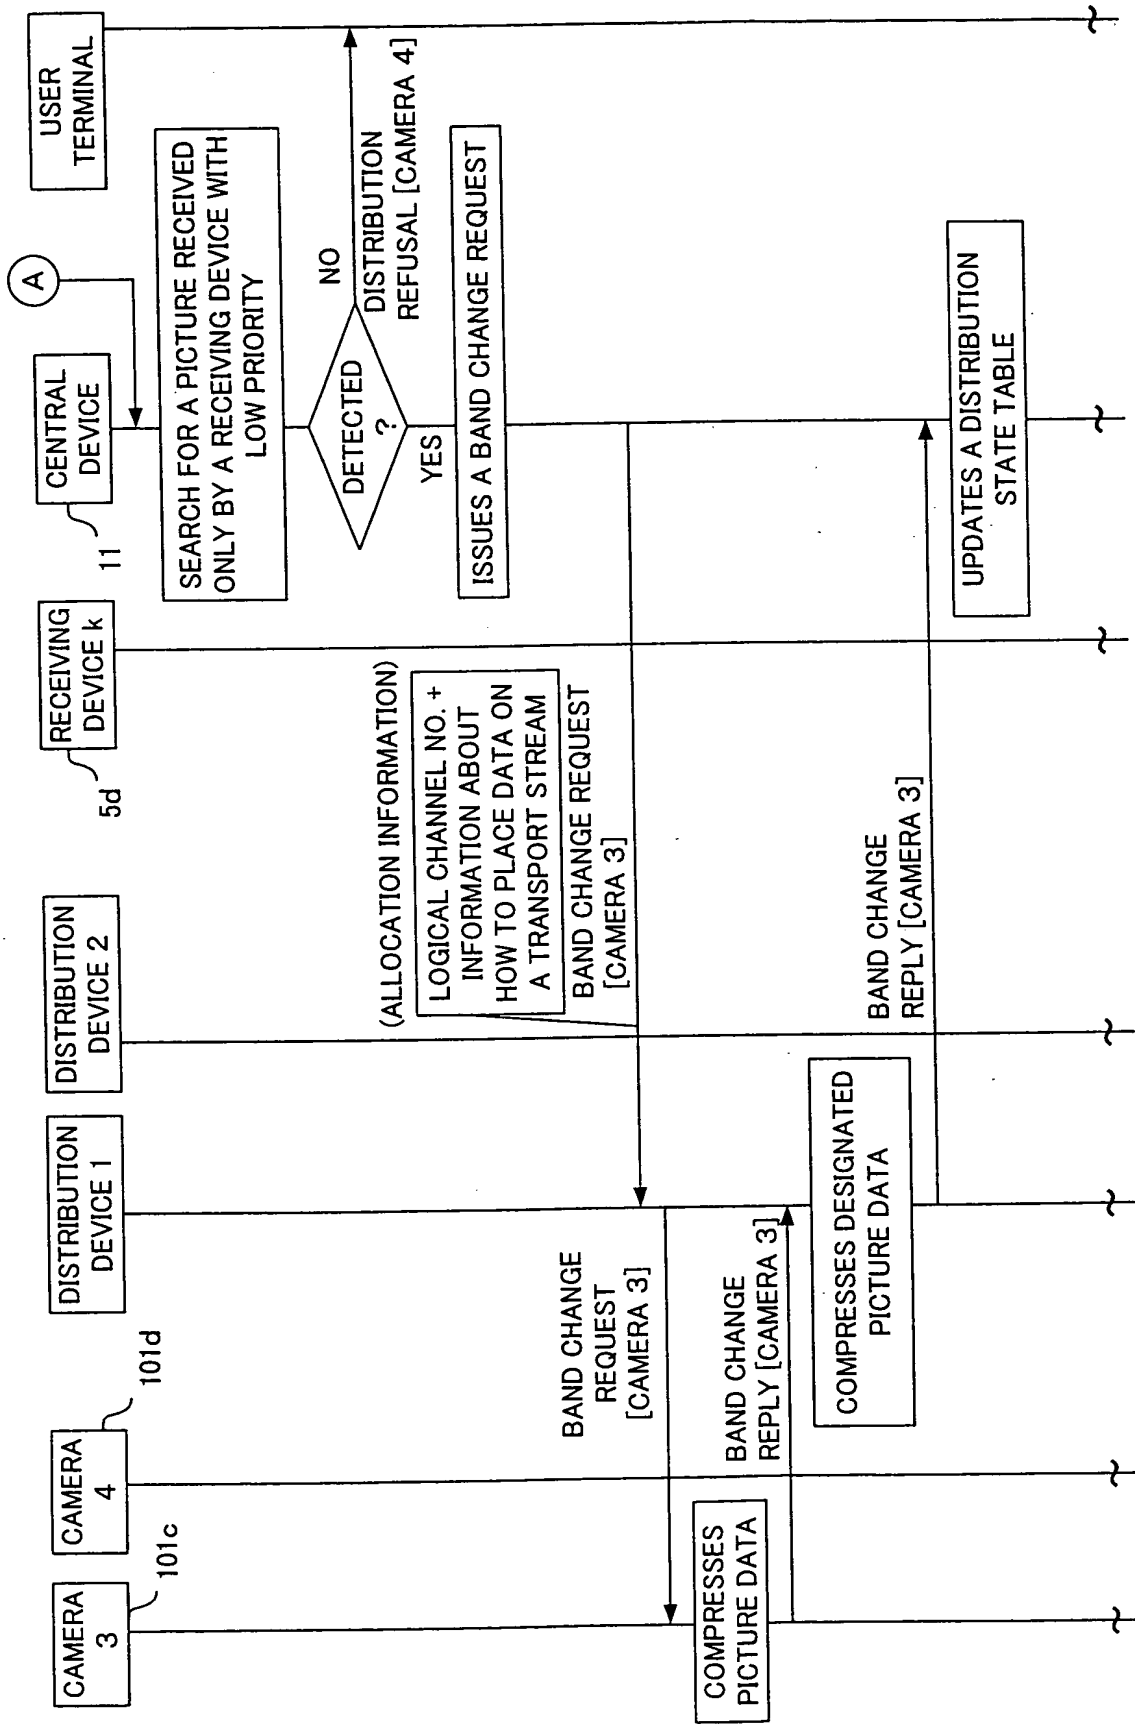 CAMERA
3
101c
CAMERA
4
101d
DISTRIBUTION
DEVICE 1
DISTRIBUTION
DEVICE 2
RECEIVING
DEVICE k
5d
CENTRAL
DEVICE
11
A
USER
TERMINAL
SEARCH FOR A PICTURE RECEIVED
ONLY BY A RECEIVING DEVICE WITH
LOW PRIORITY
DETECTED
?
NO
DISTRIBUTION
REFUSAL [CAMERA 4]
YES
ISSUES A BAND CHANGE REQUEST
(ALLOCATION INFORMATION)
LOGICAL CHANNEL NO. +
INFORMATION ABOUT
HOW TO PLACE DATA ON
A TRANSPORT STREAM
BAND CHANGE REQUEST
[CAMERA 3]
BAND CHANGE
REQUEST
[CAMERA 3]
COMPRESSES
PICTURE DATA
BAND CHANGE
REPLY [CAMERA 3]
COMPRESSES DESIGNATED
PICTURE DATA
BAND CHANGE
REPLY [CAMERA 3]
UPDATES A DISTRIBUTION
STATE TABLE